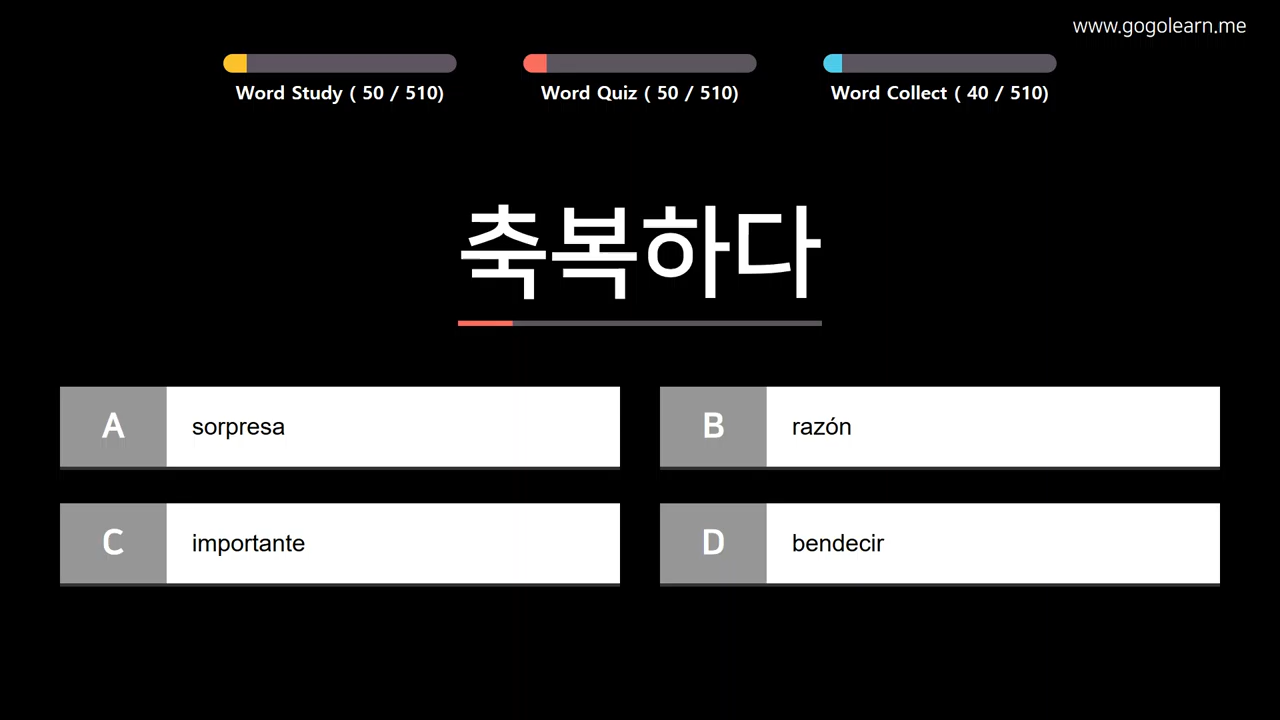 www.gogolearn.me
Word Study ( 50 / 510)
Word Quiz ( 50 / 510)
Word Collect ( 40 / 510)
축복하다
A sorpresa
B razón
C importante
D bendecir